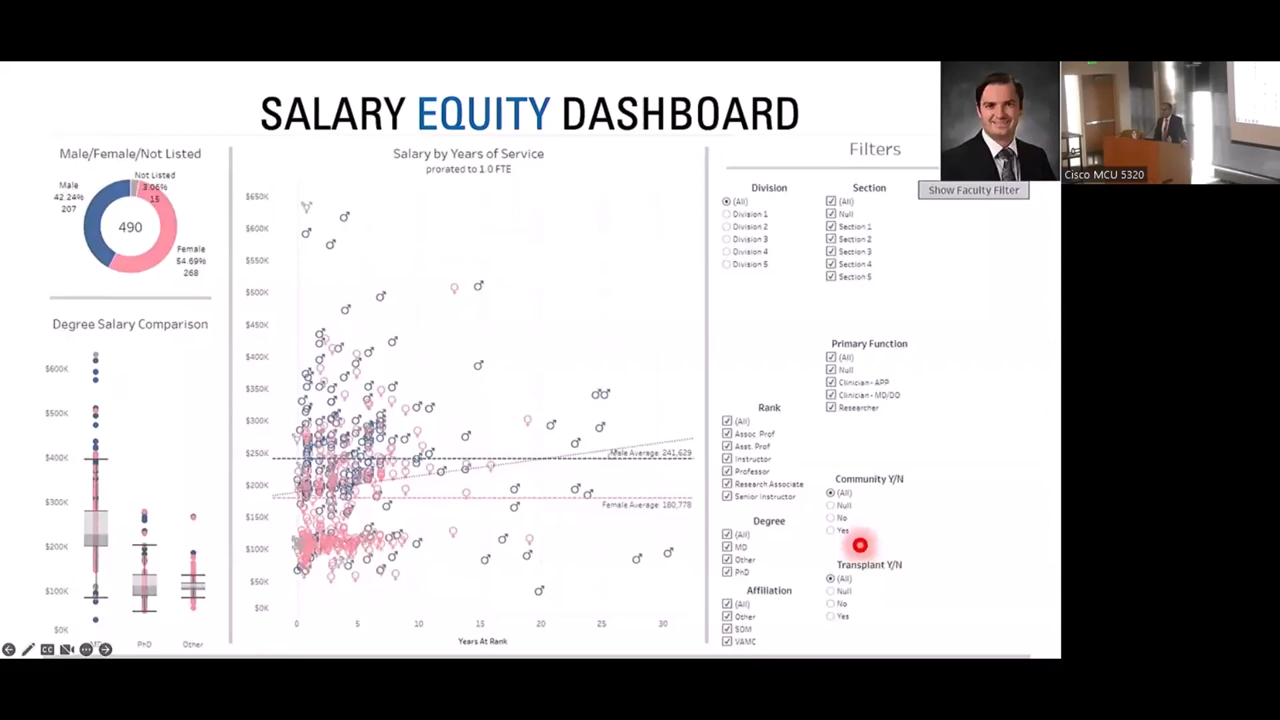 SALARY EQUITY DASHBOARD
Male/Female/Not Listed
Not Listed
3.06%
15
Male
42.24%
207
490
Female
54.69%
268
Degree Salary Comparison
$600K
$500K
$400K
$300K
$200K
$100K
$0K
PhD
Other
Salary by Years of Service
prorated to 1.0 FTE
$650K
$600K
$550K
$500K
$450K
$400K
$350K
$300K
$250K
$200K
$150K
$100K
$50K
$0K
Male Average: 241,629
Female Average: 180,778
0 5 10 15 20 25 30
Years At Rank
Filters
Show Faculty Filter
Division
(All)
Division 1
Division 2
Division 3
Division 4
Division 5
Section
(All)
Null
Section 1
Section 2
Section 3
Section 4
Section 5
Primary Function
(All)
Null
Clinician - APP
Clinician - MD/DO
Researcher
Rank
(All)
Assoc. Prof
Asst. Prof
Instructor
Professor
Research Associate
Senior Instructor
Community Y/N
(All)
Null
No
Yes
Degree
(All)
MD
Other
PhD
Transplant Y/N
(All)
Null
No
Yes
Affiliation
(All)
Other
SOM
VAMC
CC
Cisco MCU 5320